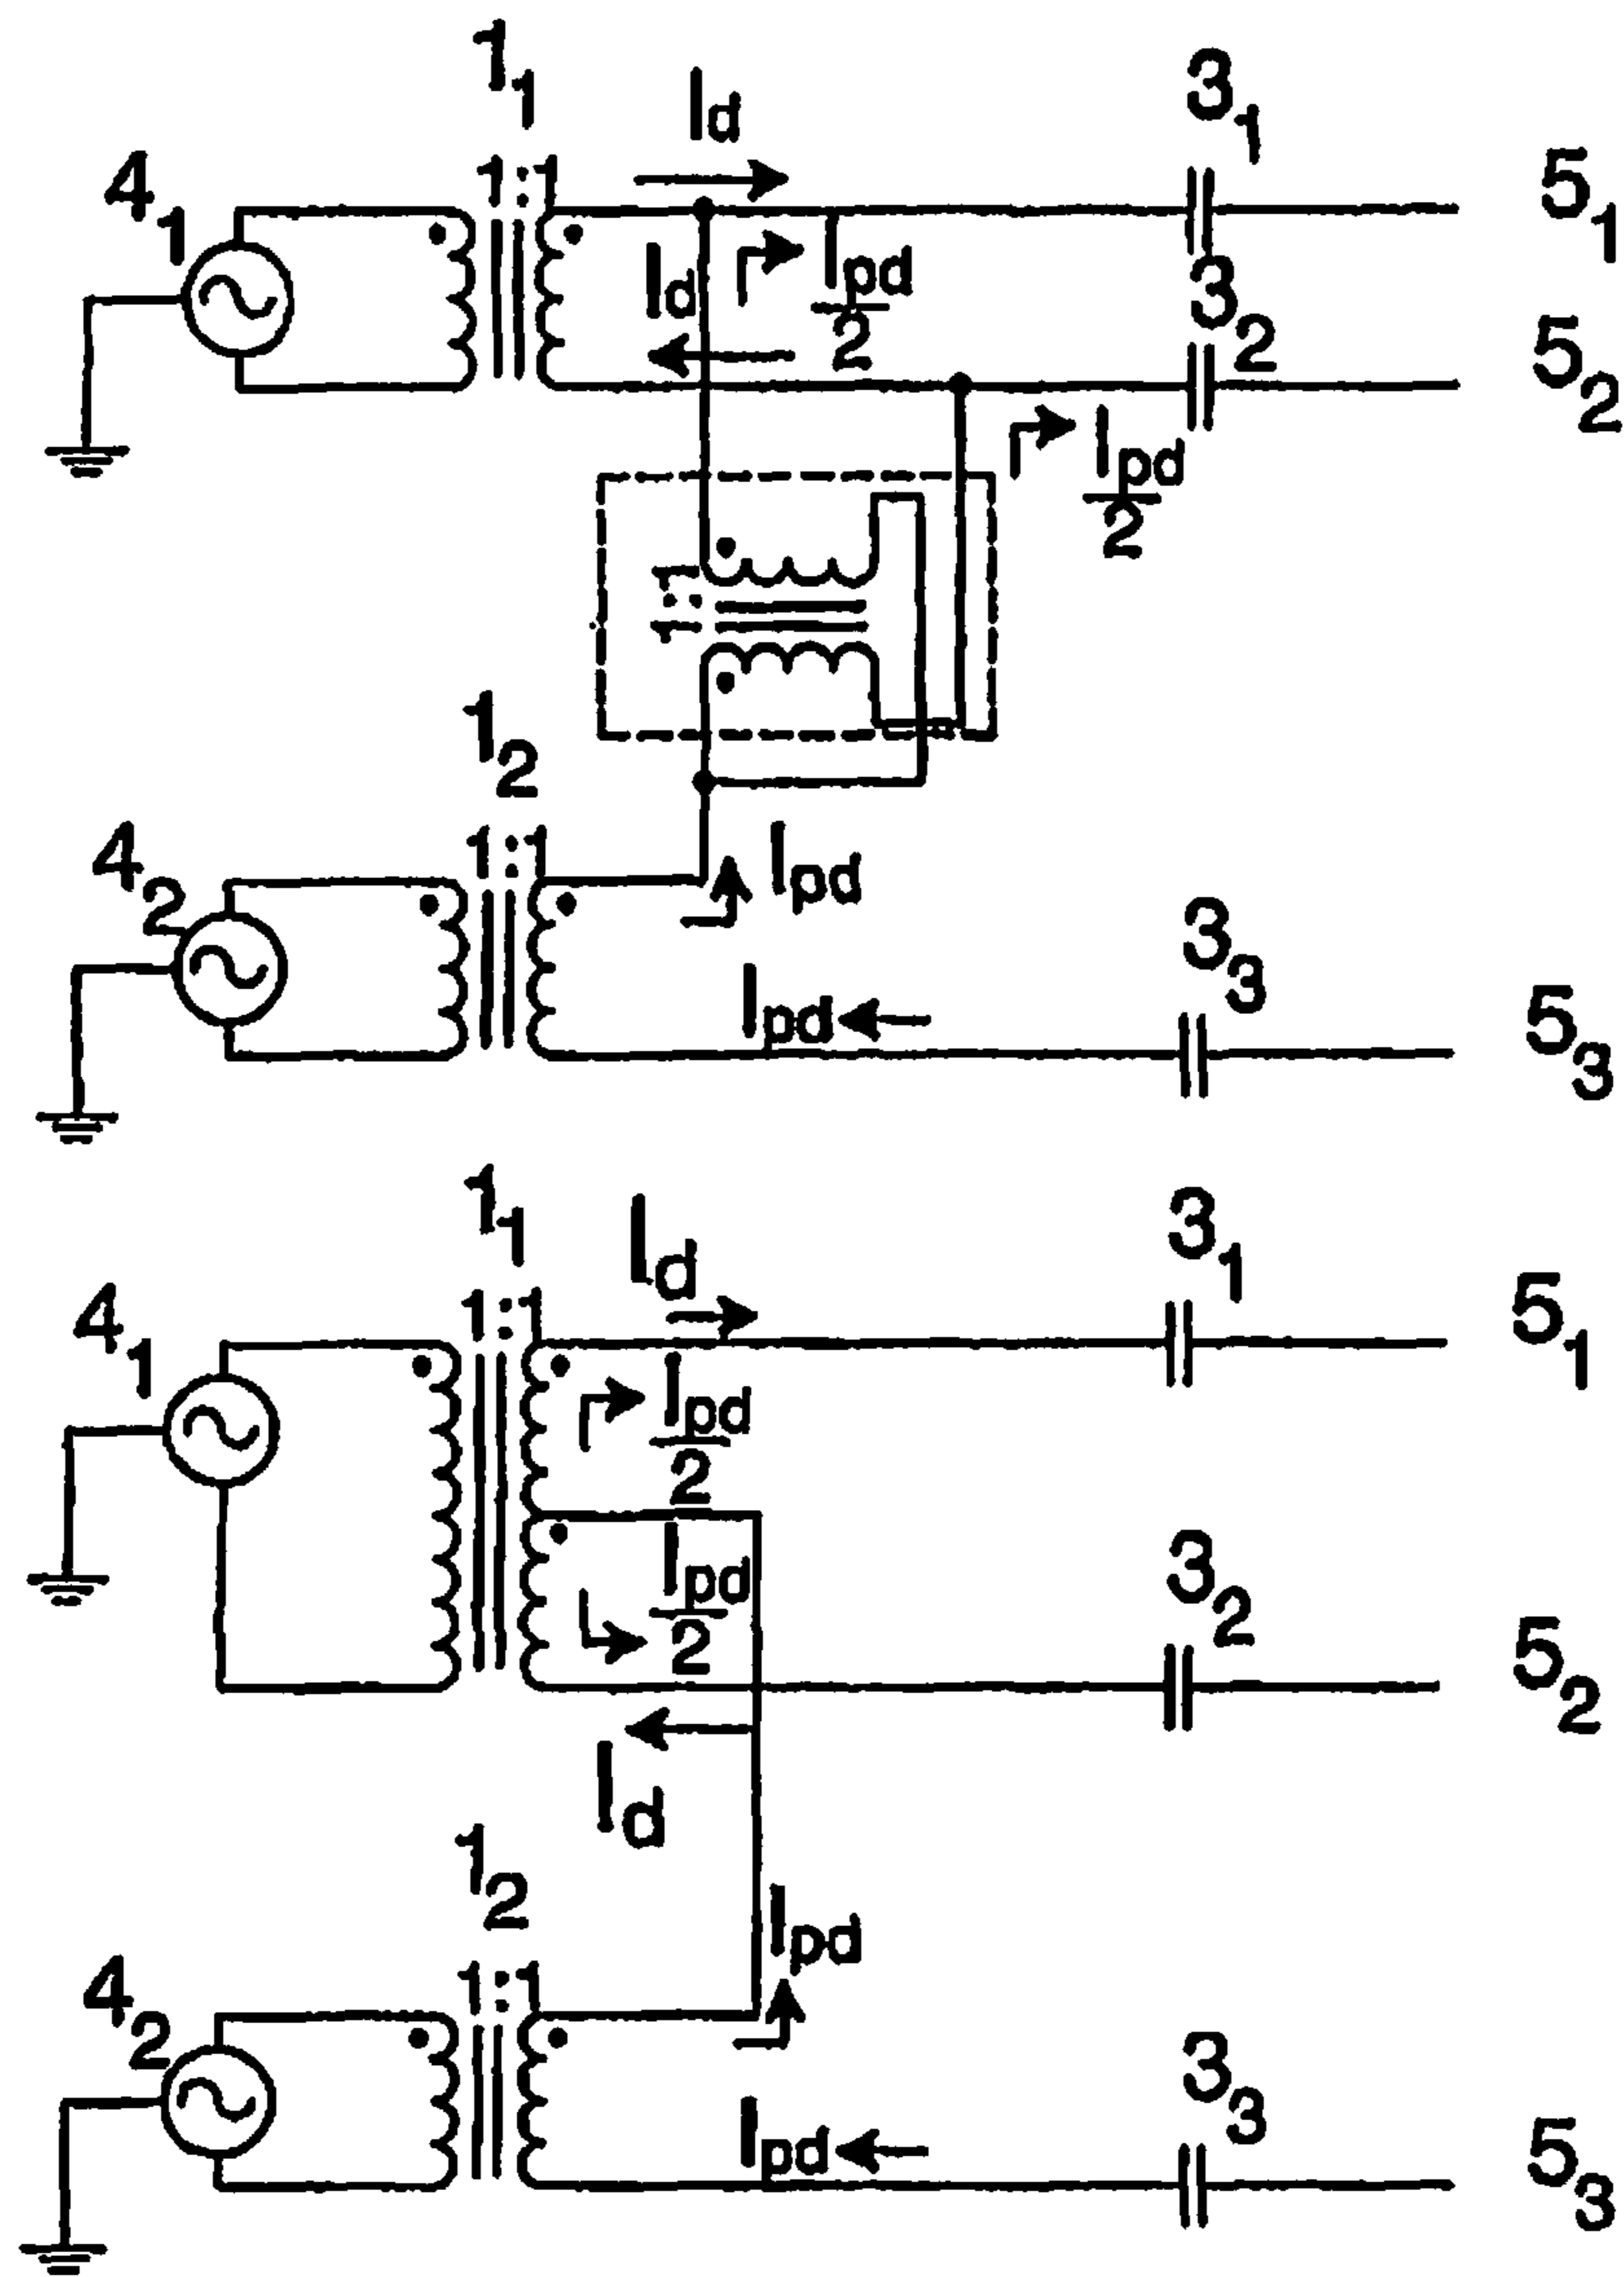 1₁
I_d
3₁
4₁
1:1
5₁
I_d
I_pd/2
3₂
5₂
I_pd/2
1:1
1₂
4₂
1:1
I_pd
3₃
I_pd
5₃
1₁
I_d
3₁
4₁
1:1
5₁
I_pd/2
I_pd/2
3₂
5₂
I_d
1₂
I_pd
4₂
1:1
3₃
I_pd
5₃